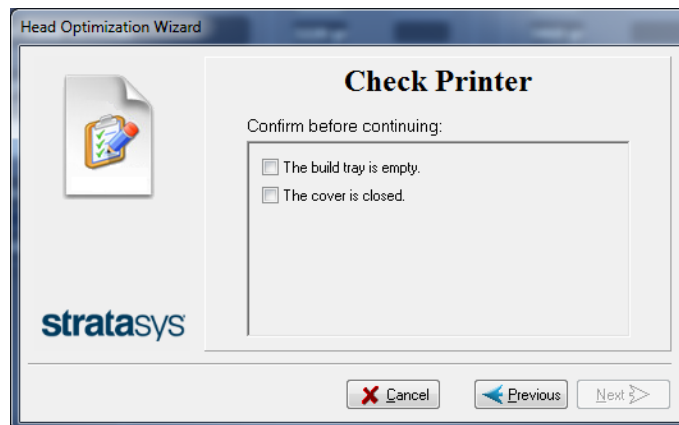 Head Optimization Wizard
Check Printer
Confirm before continuing:
The build tray is empty.
The cover is closed.
stratasys
Cancel
Previous
Next